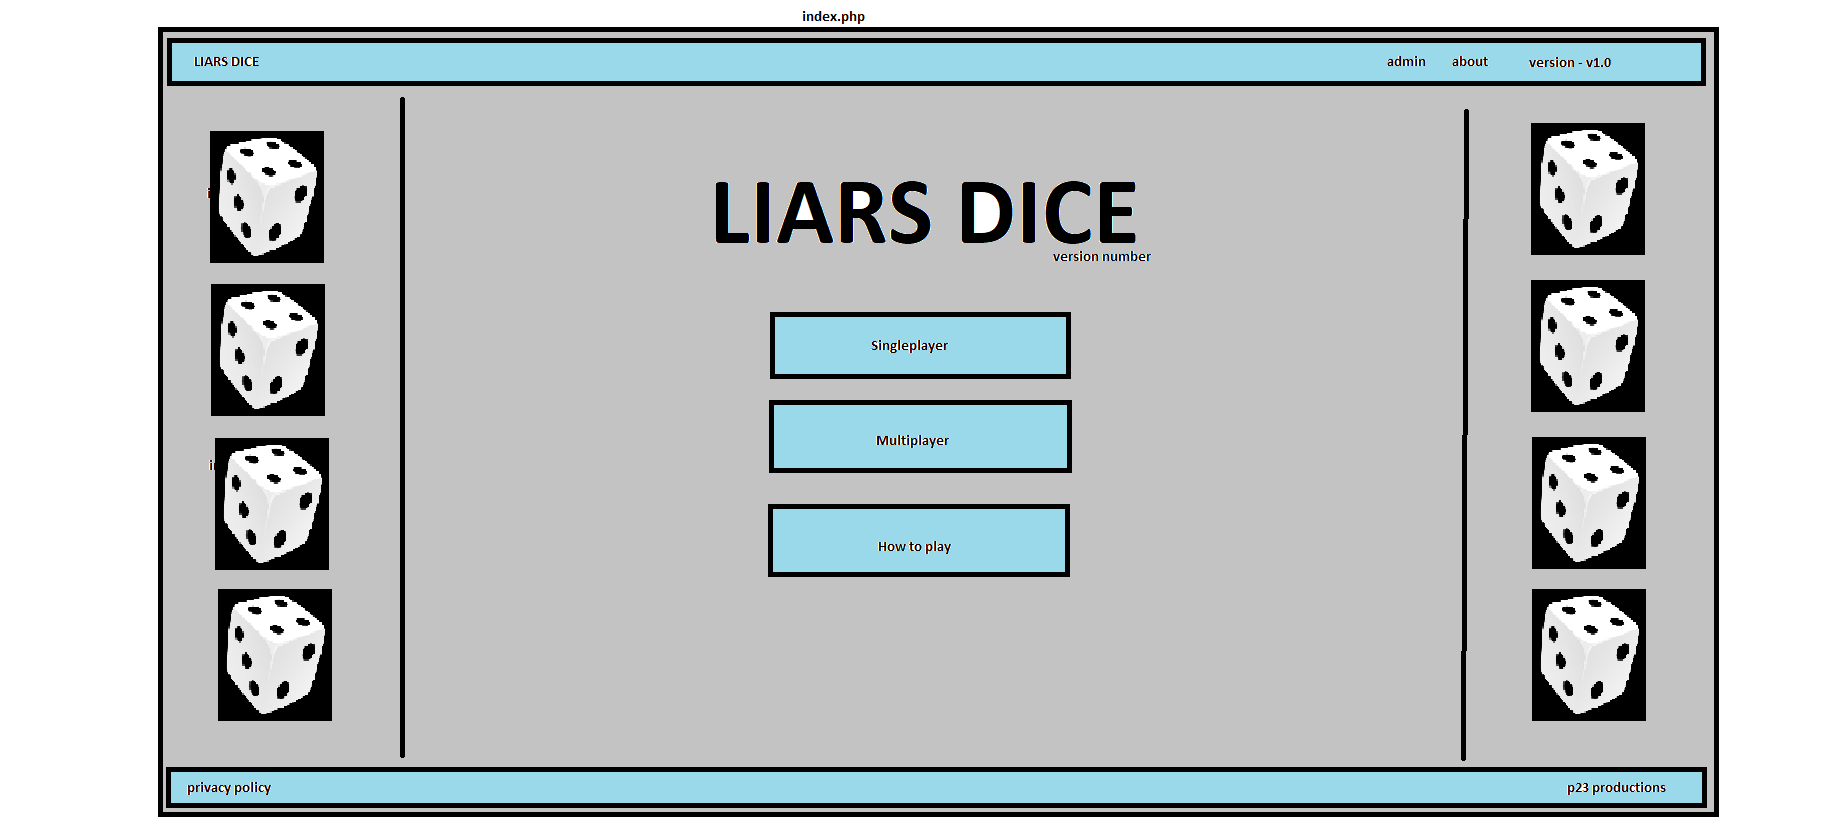 index.php
LIARS DICE
admin about version - v1.0
LIARS DICE
version number
Singleplayer
Multiplayer
How to play
privacy policy
p23 productions